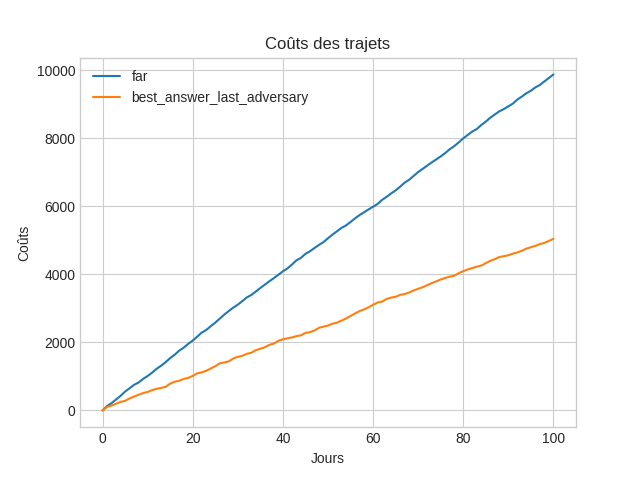 Coûts des trajets
far
best_answer_last_adversary
10000
8000
6000
4000
2000
0
Coûts
0 20 40 60 80 100
Jours